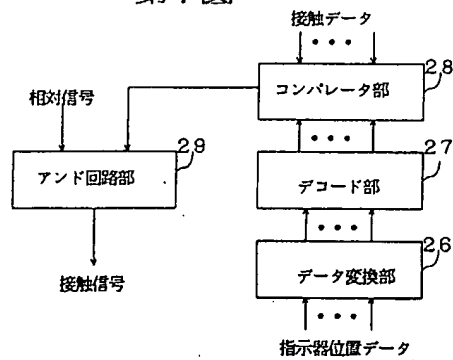 接触データ
28
コンパレータ部
相対信号
27
29
アンド回路部
デコード部
26
接触信号
データ変換部
指示器位置データ